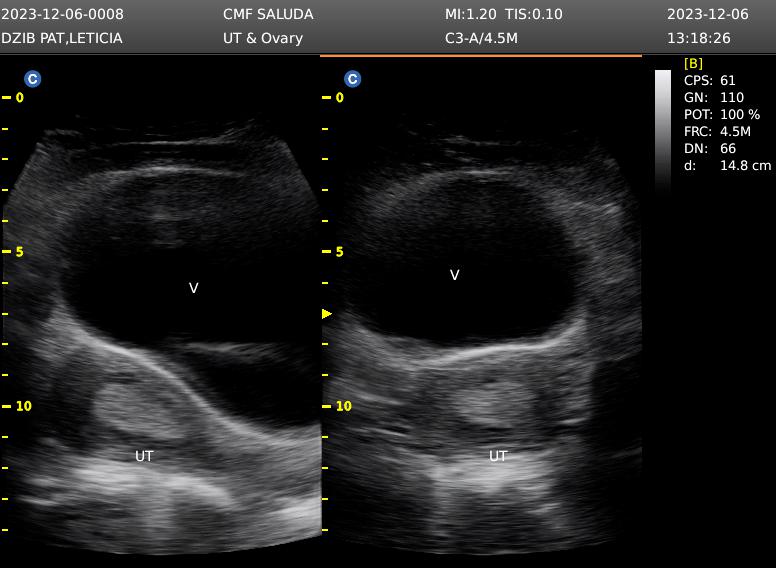 2023-12-06-0008 CMF SALUDA MI:1.20 TIS:0.10 2023-12-06
DZIB PAT,LETICIA UT & Ovary C3-A/4.5M 13:18:26
[B]
CPS: 61
GN: 110
POT: 100 %
FRC: 4.5M
DN: 66
d: 14.8 cm
C
0
5
10
V
UT
C
0
5
10
V
UT